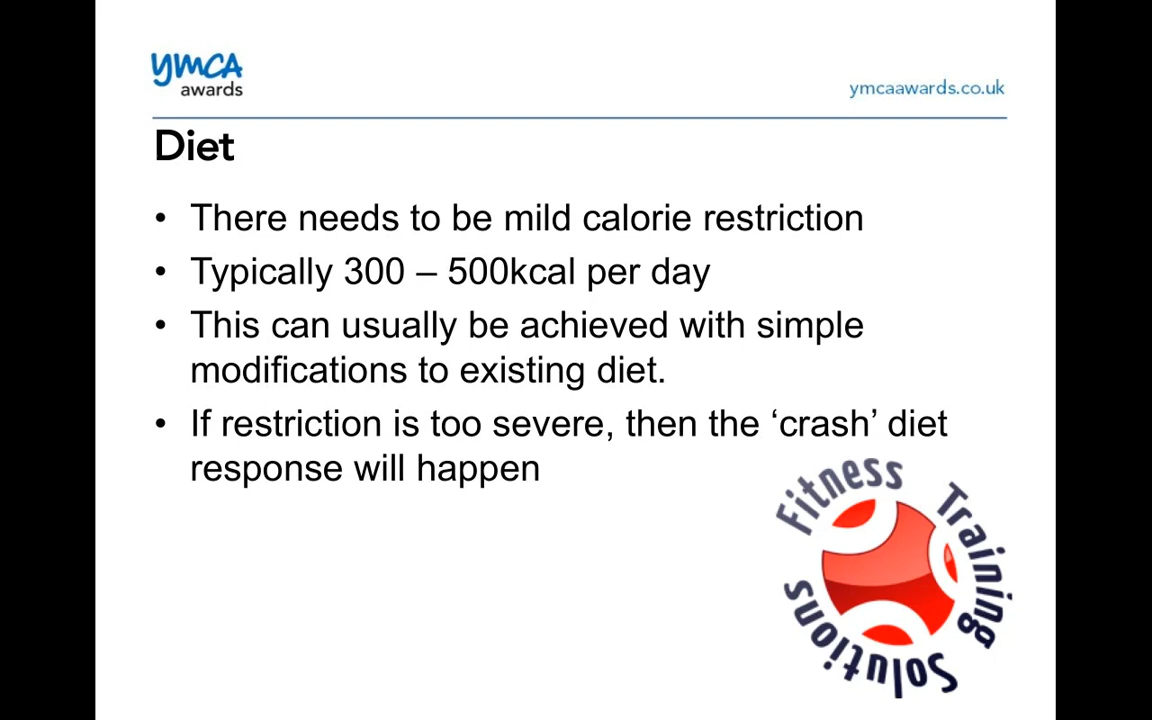 YMCA
awards
ymcaawards.co.uk
Diet
• There needs to be mild calorie restriction
• Typically 300 – 500kcal per day
• This can usually be achieved with simple
modifications to existing diet.
• If restriction is too severe, then the ‘crash’ diet
response will happen
Fitness Training Solutions